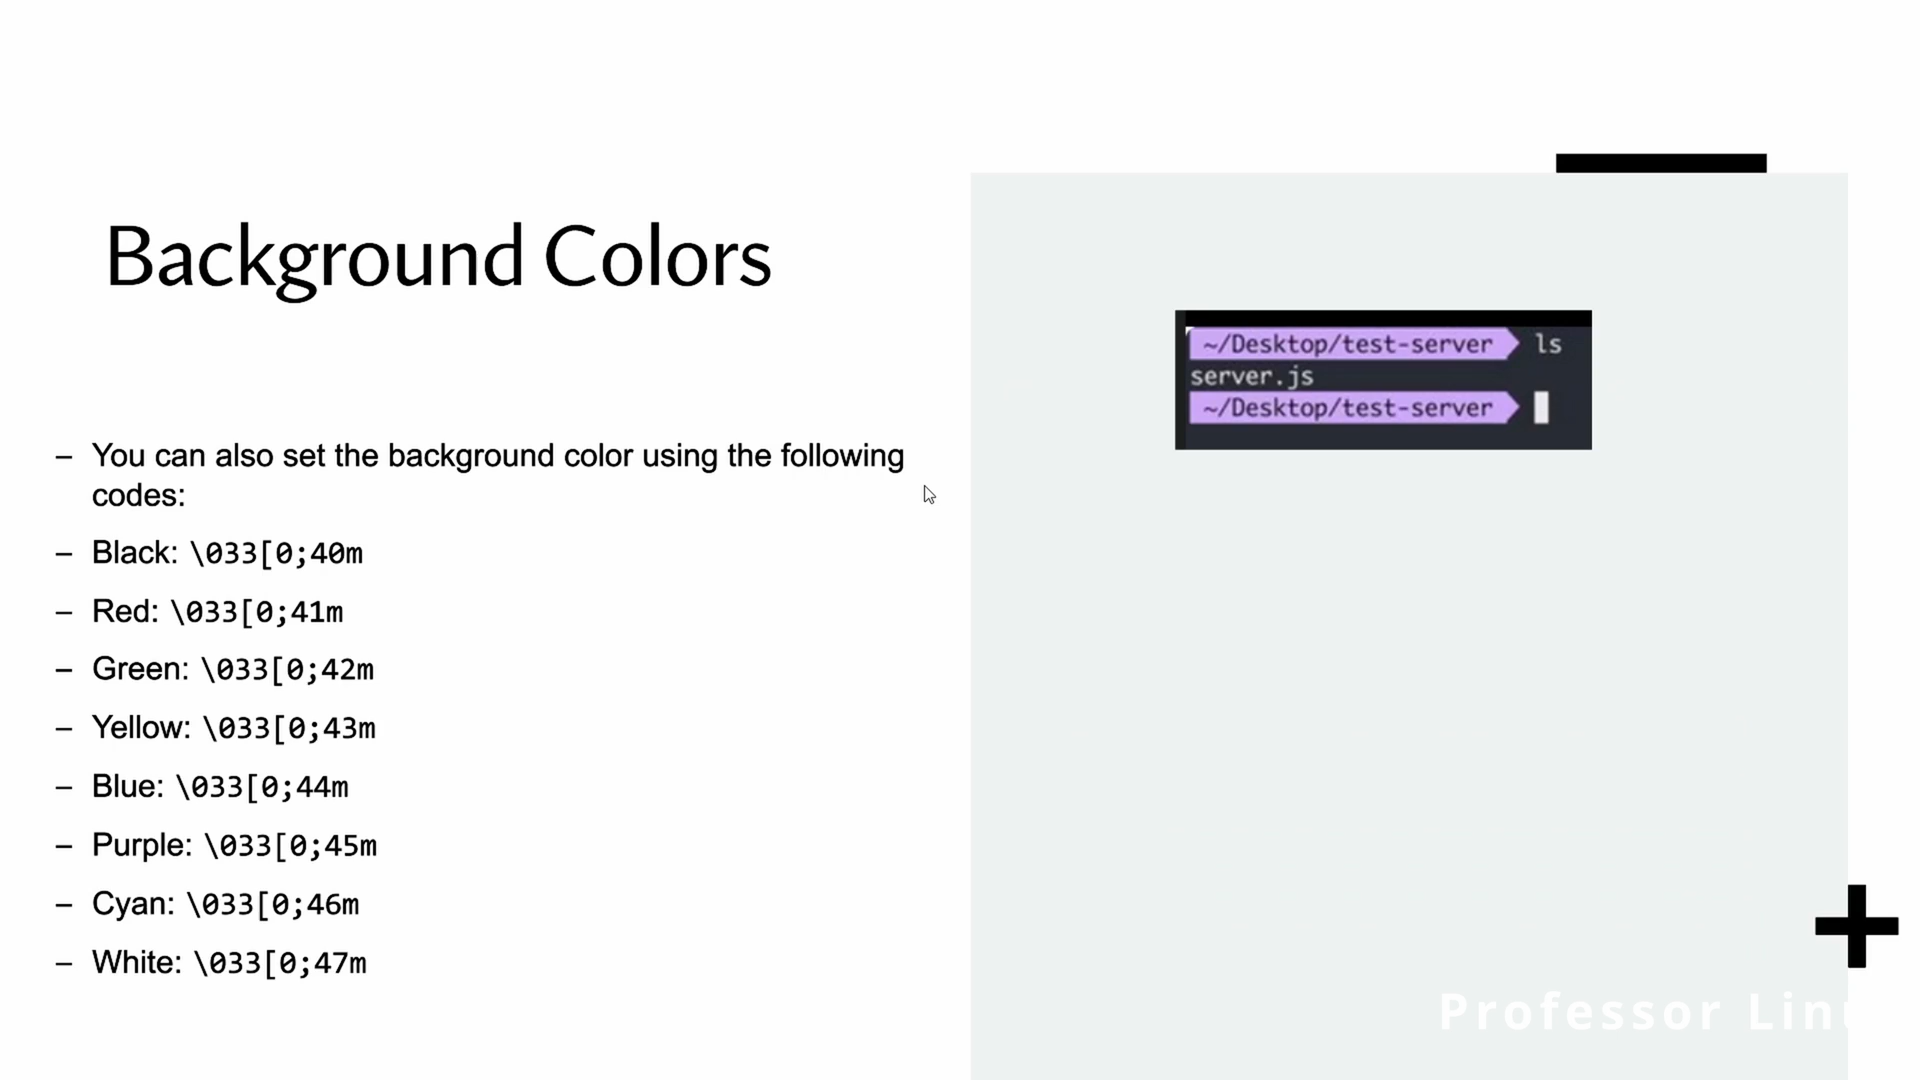 Background Colors
– You can also set the background color using the following
codes:
– Black: \033[0;40m
– Red: \033[0;41m
– Green: \033[0;42m
– Yellow: \033[0;43m
– Blue: \033[0;44m
– Purple: \033[0;45m
– Cyan: \033[0;46m
– White: \033[0;47m
~/Desktop/test-server ls
server.js
~/Desktop/test-server
Professor